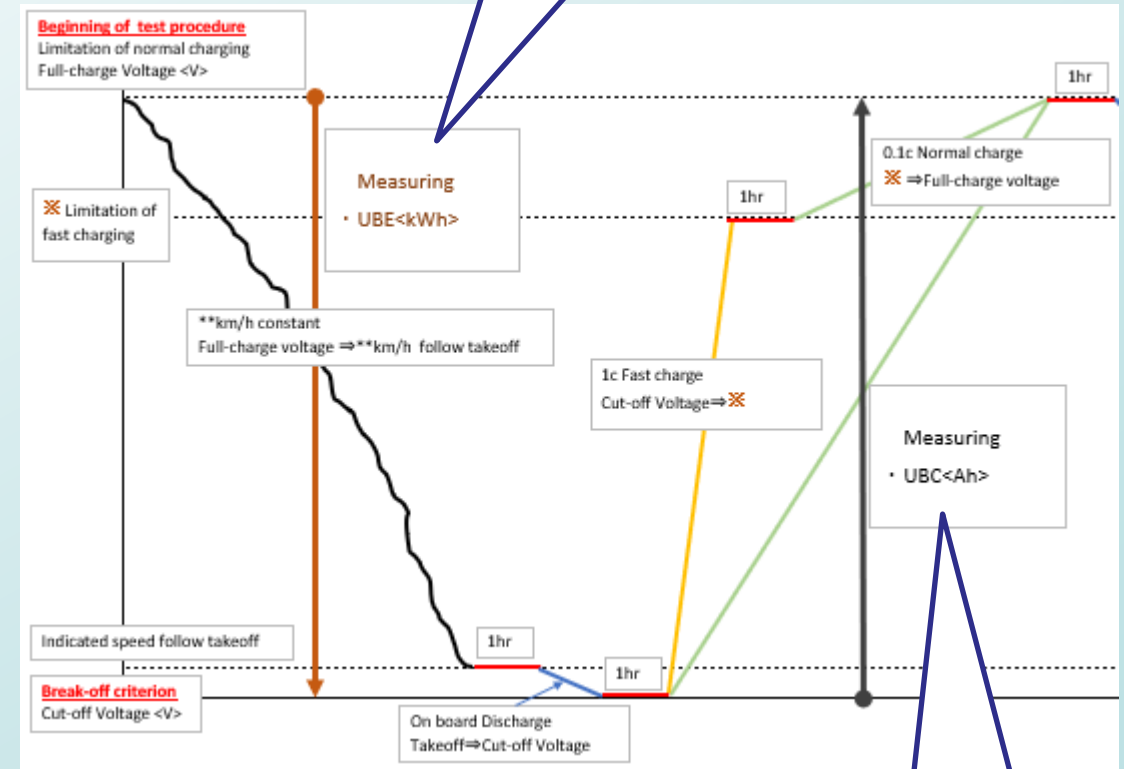 Beginning of test procedure
Limitation of normal charging
Full-charge Voltage <V>
1hr
0.1c Normal charge
※ ⇒Full-charge voltage
Measuring
・ UBE<kWh>
1hr
※ Limitation of
fast charging
**km/h constant
Full-charge voltage ⇒**km/h follow takeoff
1c Fast charge
Cut-off Voltage⇒※
Measuring
・ UBC<Ah>
Indicated speed follow takeoff
1hr
1hr
Break-off criterion
Cut-off Voltage <V>
On board Discharge
Takeoff⇒Cut-off Voltage